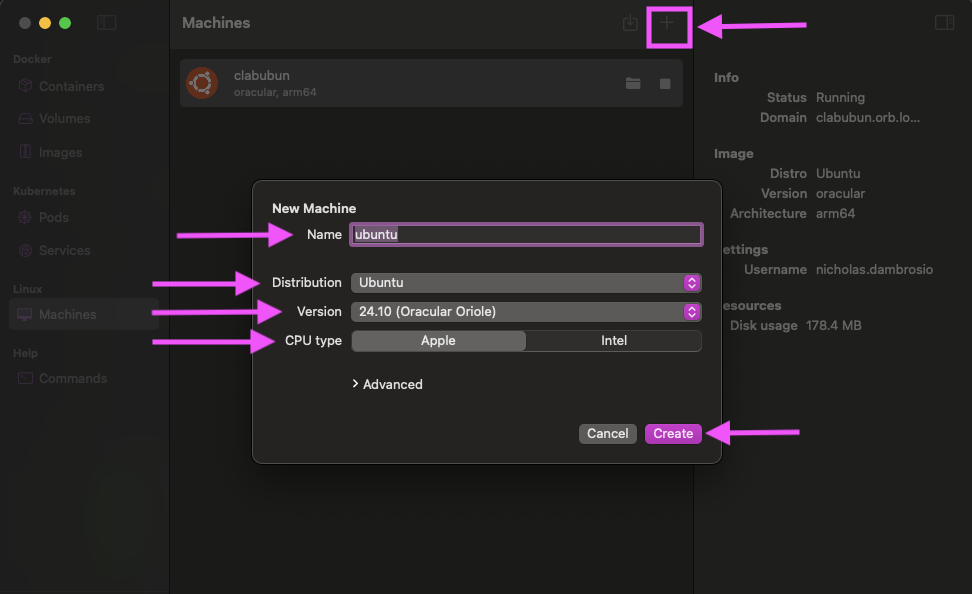 Machines
Docker
Containers
Volumes
Images
Kubernetes
Pods
Services
Linux
Machines
Help
Commands
clabubun
oracular, arm64
New Machine
Name ubuntu
Distribution Ubuntu
Version 24.10 (Oracular Oriole)
CPU type Apple Intel
Advanced
Cancel Create
Info
Status Running
Domain clabubun.orb.lo...
Image
Distro Ubuntu
Version oracular
Architecture arm64
ettings
Username nicholas.dambrosio
esources
Disk usage 178.4 MB